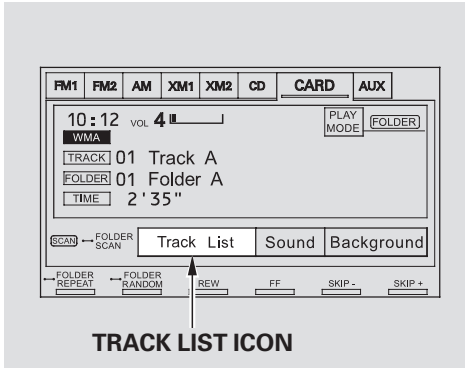 FM1 FM2 AM XM1 XM2 CD CARD AUX
10:12 VOL 4 PLAY MODE FOLDER
WMA
TRACK 01 Track A
FOLDER 01 Folder A
TIME 2'35"
SCAN FOLDER SCAN Track List Sound Background
FOLDER REPEAT FOLDER RANDOM REW FF SKIP - SKIP +
TRACK LIST ICON